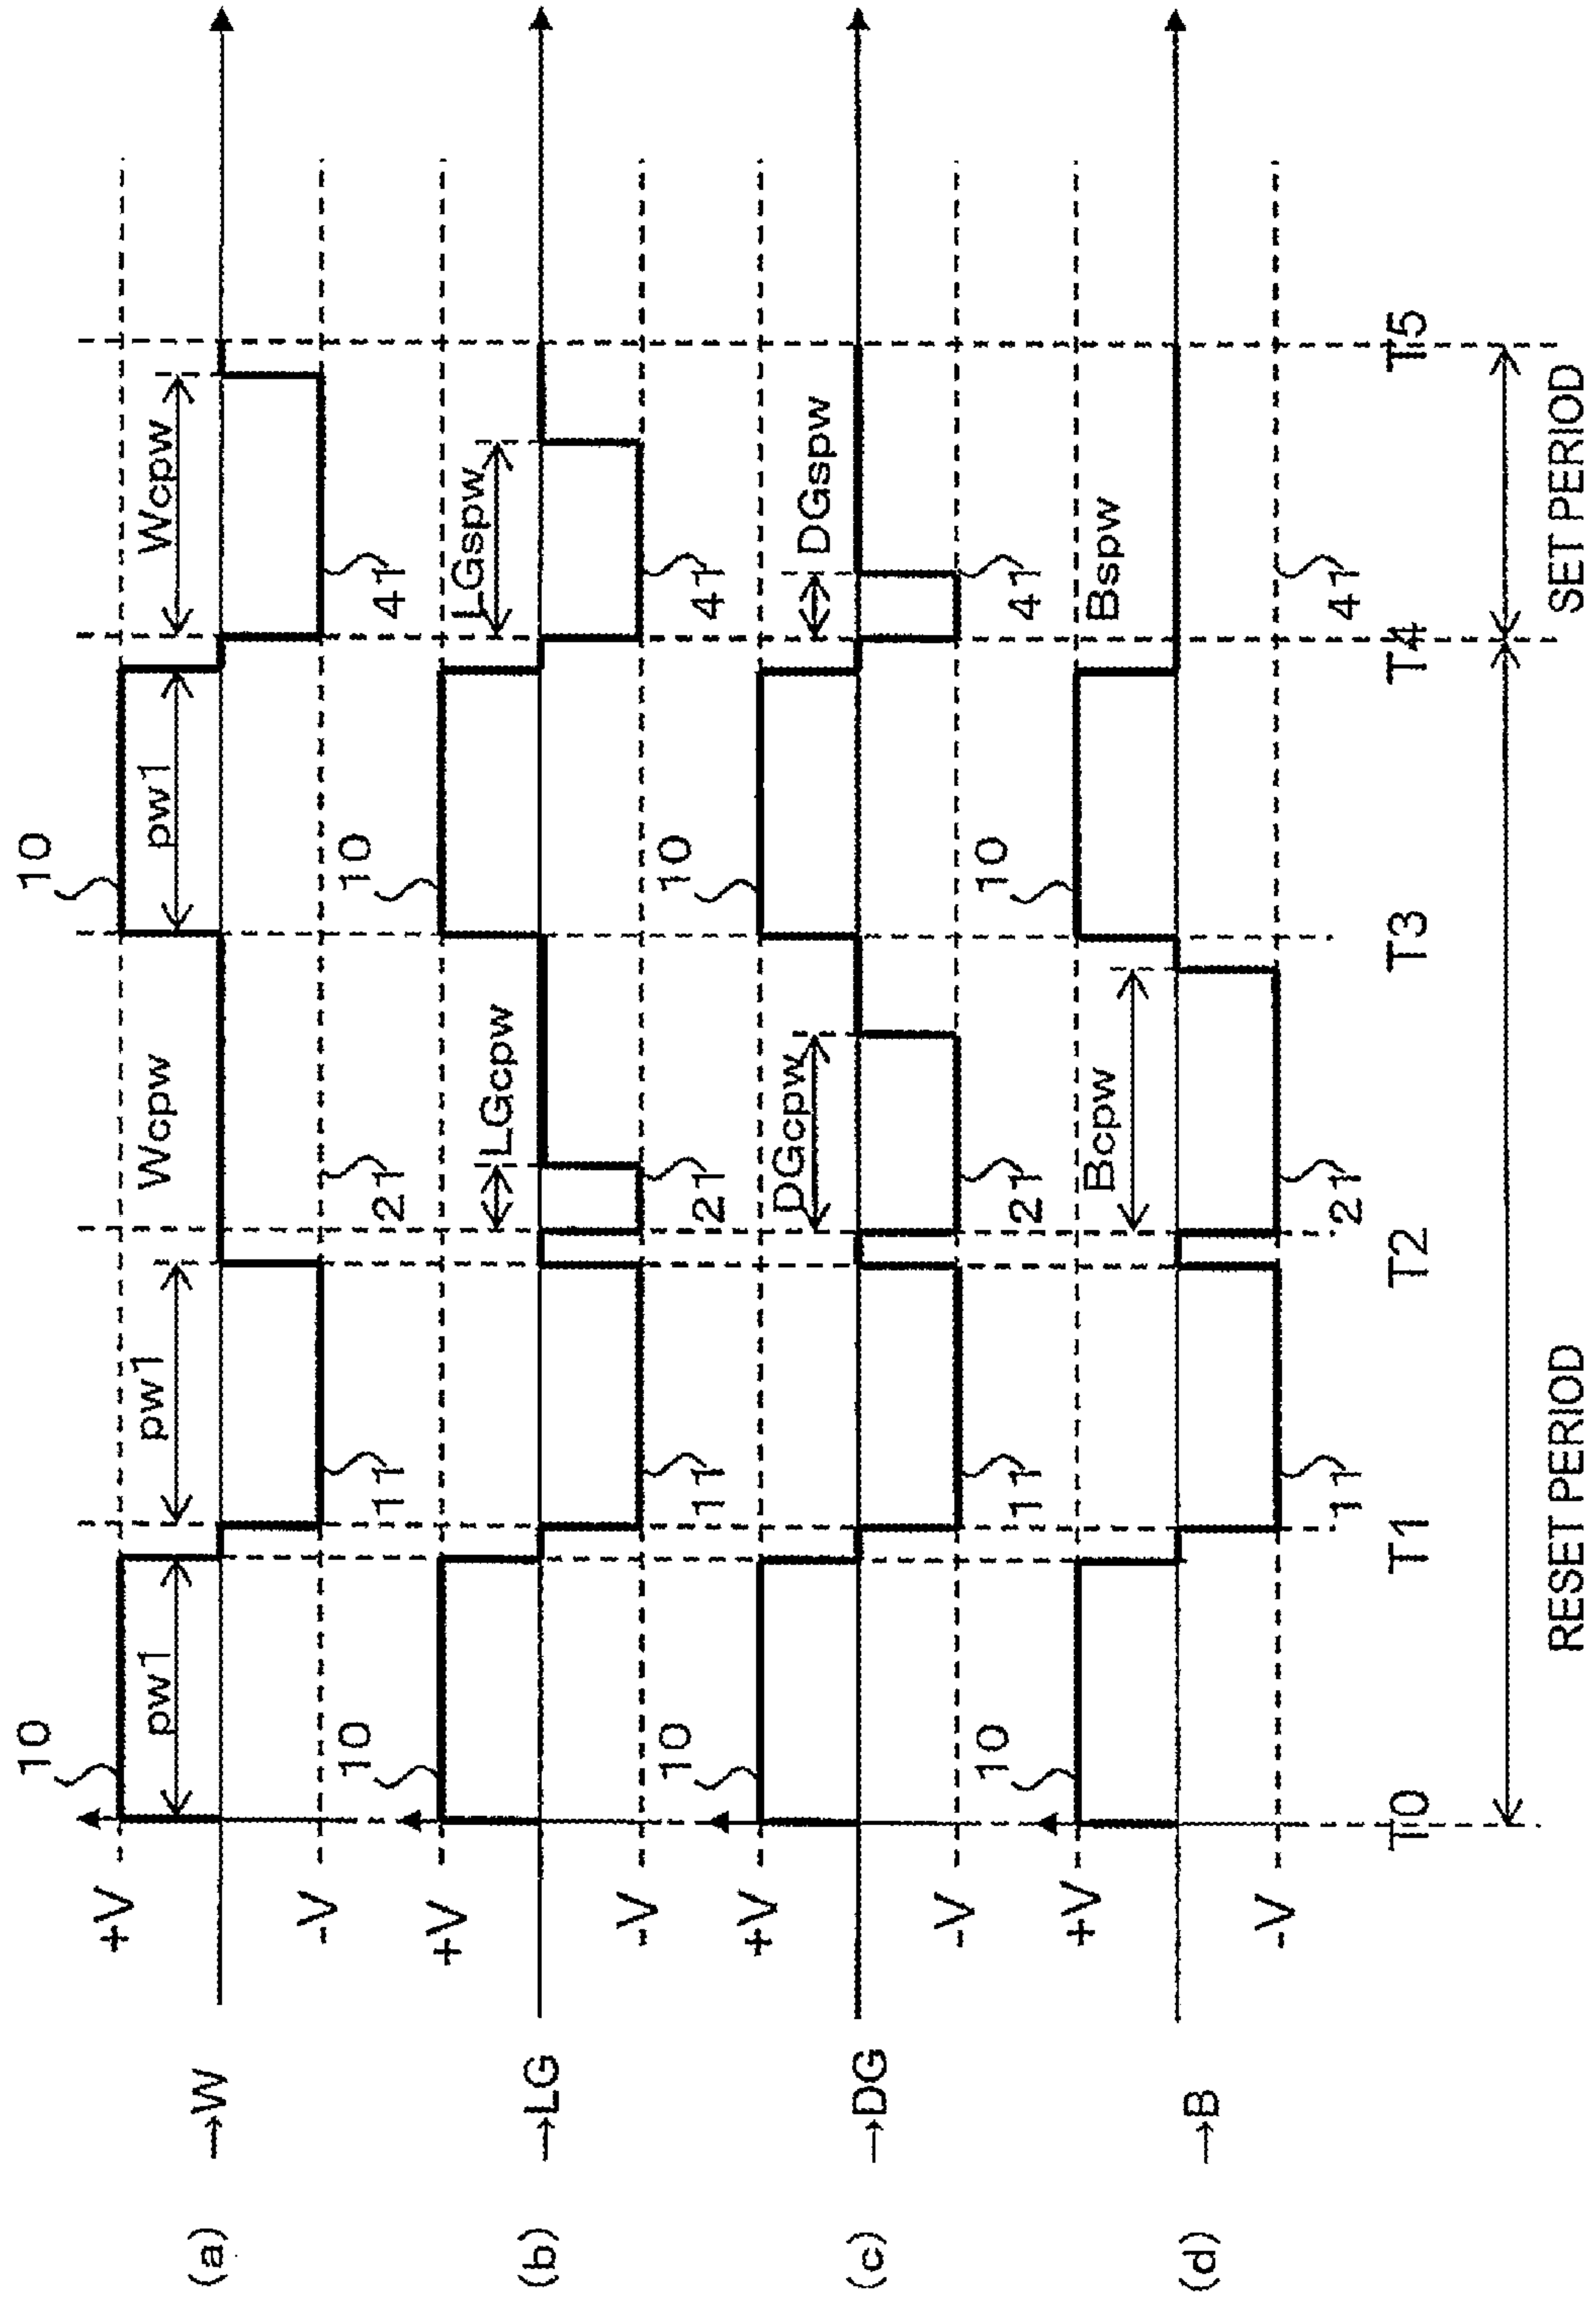 (a) →W
+V
-V
10
pw1
pw1
11
Wcpw
21
10
pw1
Wcpw
41
(b) →LG
+V
-V
10
11
LGcpw
21
10
LGspw
41
(c) →DG
+V
-V
10
11
DGcpw
21
10
DGspw
41
(d) →B
+V
-V
10
11
Bcpw
21
10
Bspw
41
T0 T1 T2 T3 T4 T5
RESET PERIOD SET PERIOD